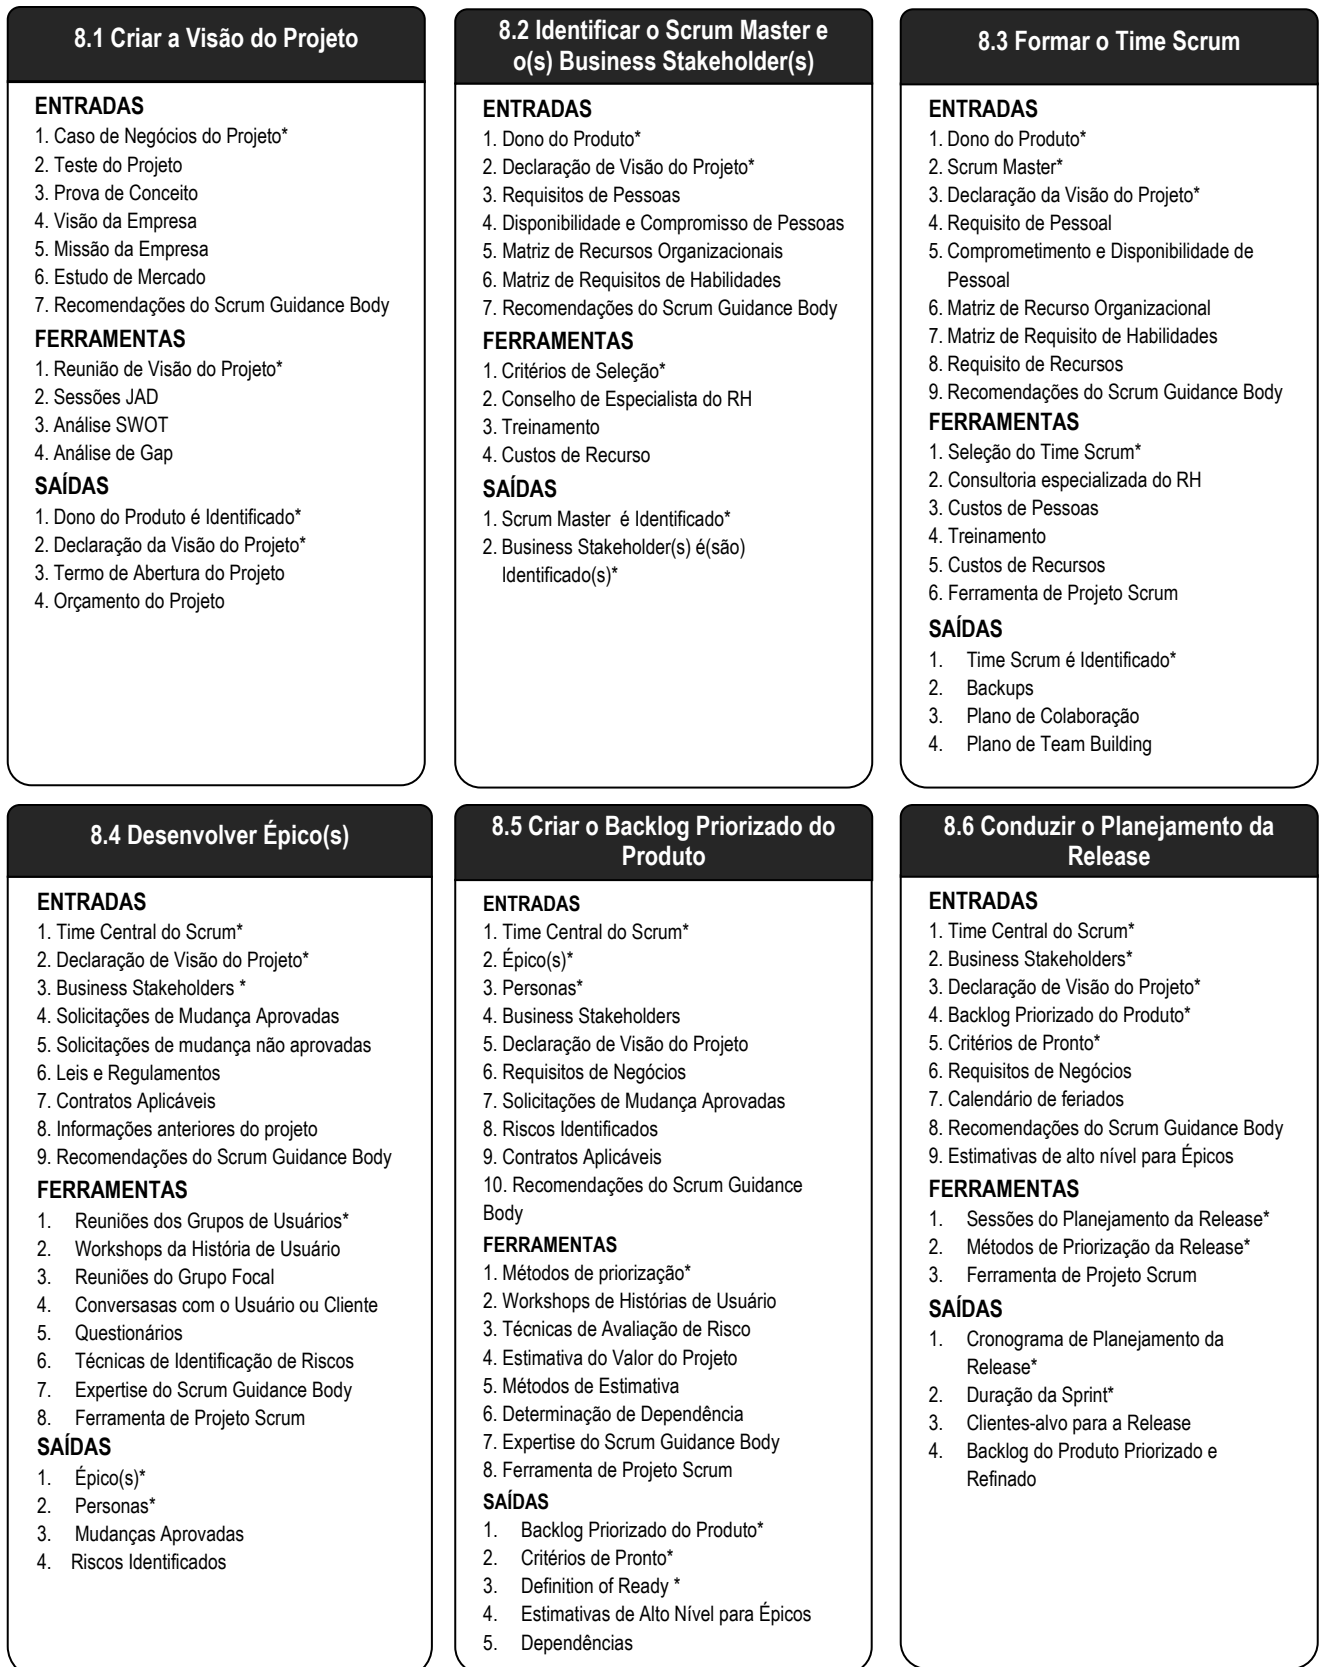 8.1 Criar a Visão do Projeto
ENTRADAS
1. Caso de Negócios do Projeto*
2. Teste do Projeto
3. Prova de Conceito
4. Visão da Empresa
5. Missão da Empresa
6. Estudo de Mercado
7. Recomendações do Scrum Guidance Body
FERRAMENTAS
1. Reunião de Visão do Projeto*
2. Sessões JAD
3. Análise SWOT
4. Análise de Gap
SAÍDAS
1. Dono do Produto é Identificado*
2. Declaração da Visão do Projeto*
3. Termo de Abertura do Projeto
4. Orçamento do Projeto
8.2 Identificar o Scrum Master e
o(s) Business Stakeholder(s)
ENTRADAS
1. Dono do Produto*
2. Declaração de Visão do Projeto*
3. Requisitos de Pessoas
4. Disponibilidade e Compromisso de Pessoas
5. Matriz de Recursos Organizacionais
6. Matriz de Requisitos de Habilidades
7. Recomendações do Scrum Guidance Body
FERRAMENTAS
1. Critérios de Seleção*
2. Conselho de Especialista do RH
3. Treinamento
4. Custos de Recurso
SAÍDAS
1. Scrum Master é Identificado*
2. Business Stakeholder(s) é(são)
Identificado(s)*
8.3 Formar o Time Scrum
ENTRADAS
1. Dono do Produto*
2. Scrum Master*
3. Declaração da Visão do Projeto*
4. Requisito de Pessoal
5. Comprometimento e Disponibilidade de
Pessoal
6. Matriz de Recurso Organizacional
7. Matriz de Requisito de Habilidades
8. Requisito de Recursos
9. Recomendações do Scrum Guidance Body
FERRAMENTAS
1. Seleção do Time Scrum*
2. Consultoria especializada do RH
3. Custos de Pessoas
4. Treinamento
5. Custos de Recursos
6. Ferramenta de Projeto Scrum
SAÍDAS
1. Time Scrum é Identificado*
2. Backups
3. Plano de Colaboração
4. Plano de Team Building
8.4 Desenvolver Épico(s)
ENTRADAS
1. Time Central do Scrum*
2. Declaração de Visão do Projeto*
3. Business Stakeholders *
4. Solicitações de Mudança Aprovadas
5. Solicitações de mudança não aprovadas
6. Leis e Regulamentos
7. Contratos Aplicáveis
8. Informações anteriores do projeto
9. Recomendações do Scrum Guidance Body
FERRAMENTAS
1. Reuniões dos Grupos de Usuários*
2. Workshops da História de Usuário
3. Reuniões do Grupo Focal
4. Conversasas com o Usuário ou Cliente
5. Questionários
6. Técnicas de Identificação de Riscos
7. Expertise do Scrum Guidance Body
8. Ferramenta de Projeto Scrum
SAÍDAS
1. Épico(s)*
2. Personas*
3. Mudanças Aprovadas
4. Riscos Identificados
8.5 Criar o Backlog Priorizado do
Produto
ENTRADAS
1. Time Central do Scrum*
2. Épico(s)*
3. Personas*
4. Business Stakeholders
5. Declaração de Visão do Projeto
6. Requisitos de Negócios
7. Solicitações de Mudança Aprovadas
8. Riscos Identificados
9. Contratos Aplicáveis
10. Recomendações do Scrum Guidance
Body
FERRAMENTAS
1. Métodos de priorização*
2. Workshops de Histórias de Usuário
3. Técnicas de Avaliação de Risco
4. Estimativa do Valor do Projeto
5. Métodos de Estimativa
6. Determinação de Dependência
7. Expertise do Scrum Guidance Body
8. Ferramenta de Projeto Scrum
SAÍDAS
1. Backlog Priorizado do Produto*
2. Critérios de Pronto*
3. Definition of Ready *
4. Estimativas de Alto Nível para Épicos
5. Dependências
8.6 Conduzir o Planejamento da
Release
ENTRADAS
1. Time Central do Scrum*
2. Business Stakeholders*
3. Declaração de Visão do Projeto*
4. Backlog Priorizado do Produto*
5. Critérios de Pronto*
6. Requisitos de Negócios
7. Calendário de feriados
8. Recomendações do Scrum Guidance Body
9. Estimativas de alto nível para Épicos
FERRAMENTAS
1. Sessões do Planejamento da Release*
2. Métodos de Priorização da Release*
3. Ferramenta de Projeto Scrum
SAÍDAS
1. Cronograma de Planejamento da
Release*
2. Duração da Sprint*
3. Clientes-alvo para a Release
4. Backlog do Produto Priorizado e
Refinado